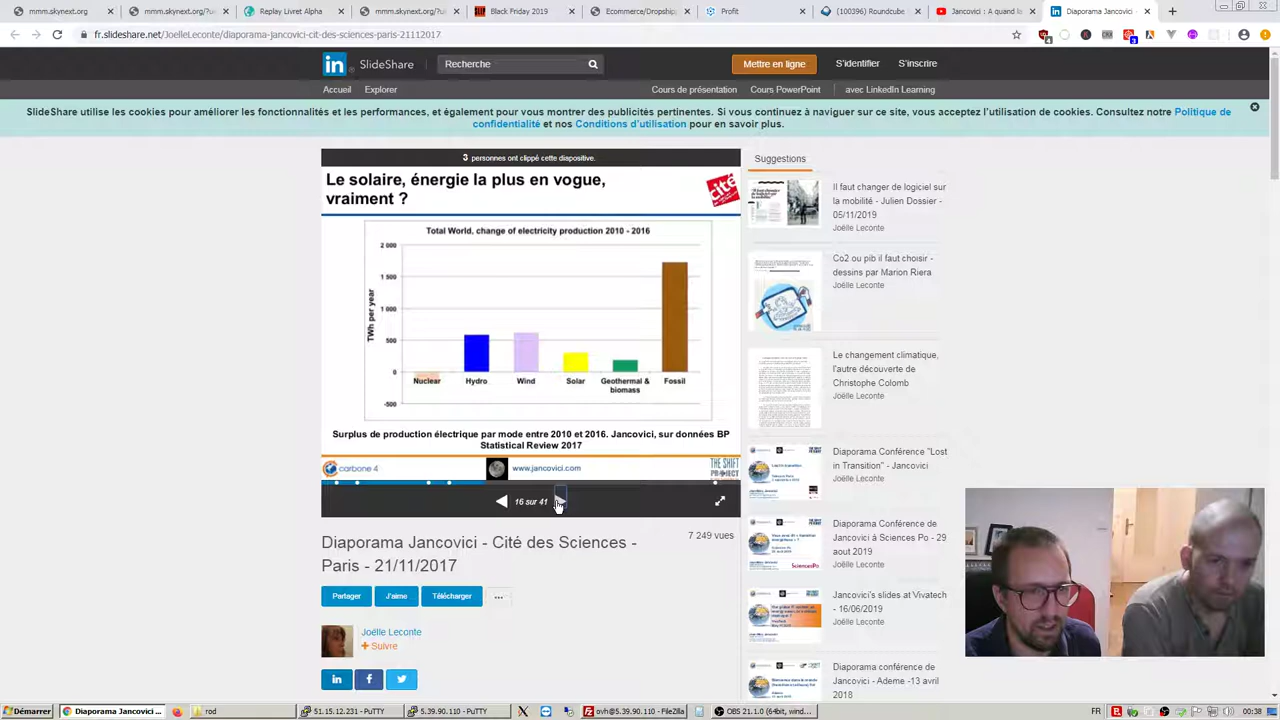 mmm.skynext.org
mmm.skynext.org/?
Replay Livret Alpha
mmm.skynext.org/?
Black Friday 2019
Ecommerce/Dropship
Profit
(100396) Roundcube
Jancovici : A quand la
Diaporama Jancovici -
fr.slideshare.net/JoelleLeconte/diaporama-jancovici-cit-des-sciences-paris-21112017
in SlideShare
Recherche
Mettre en ligne
S'identifier
S'inscrire
Accueil
Explorer
Cours de présentation
Cours PowerPoint
avec LinkedIn Learning
SlideShare utilise les cookies pour améliorer les fonctionnalités et les performances, et également pour vous montrer des publicités pertinentes. Si vous continuez à naviguer sur ce site, vous acceptez l'utilisation de cookies. Consultez notre Politique de
confidentialité et nos Conditions d'utilisation pour en savoir plus.
3 personnes ont clippé cette diapositive.
Le solaire, énergie la plus en vogue,
vraiment ?
cité
Total World, change of electricity production 2010 - 2016
TWh per year
2 000
1 500
1 000
500
0
-500
Nuclear
Hydro
Wind
Solar
Geothermal &
biomass
Fossil
Surplus de production électrique par mode entre 2010 et 2016. Jancovici, sur données BP
Statistical Review 2017
carbone 4
www.jancovici.com
THE SHIFT
PROJECT
16 sur 41
Diaporama Jancovici - Cité des Sciences -
Paris - 21/11/2017
7 249 vues
Partager
J'aime
Télécharger
...
Joëlle Leconte
+ Suivre
Suggestions
Il faut changer de logiciel sur
la mobilité - Julien Dossier -
05/11/2019
Joëlle Leconte
Co2 ou pib il faut choisir -
dessins par Marion Riera
Joëlle Leconte
Le changement climatique,
l'autre découverte de
Christophe Colomb
Joëlle Leconte
Diaporama Conférence "Lost
in Transition" - Jancovici
Joëlle Leconte
Diaporama Conférence de
Jancovici à Sciences Po - 29
aout 2019
Joëlle Leconte
Jancovici's slides at Vivatech
- 16/06/2019
Joëlle Leconte
Diaporama conférence de
Jancovici - Ademe -13 avril
2018
Démarrer
Diaporama Jancovici ...
rod
5.39.90.110 - PuTTY
ovh@5.39.90.110 - FileZilla
OBS 21.1.0 (64bit, wind...
FR
00:38